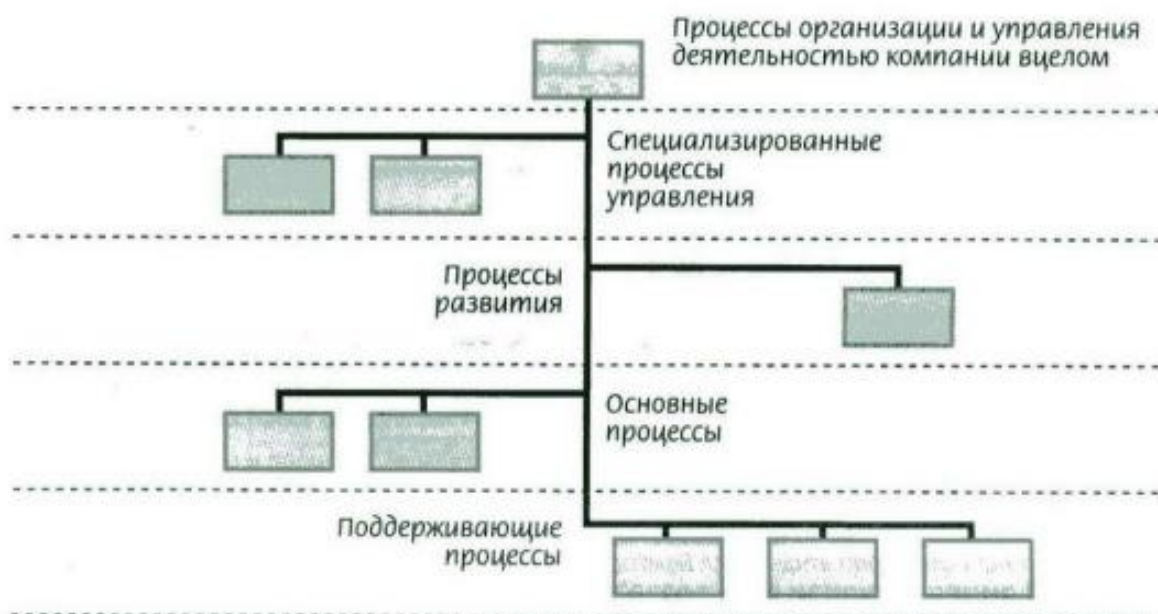 Процессы организации и управления
деятельностью компании вцелом
Специализированные
процессы
управления
Процессы
развития
Основные
процессы
Поддерживающие
процессы